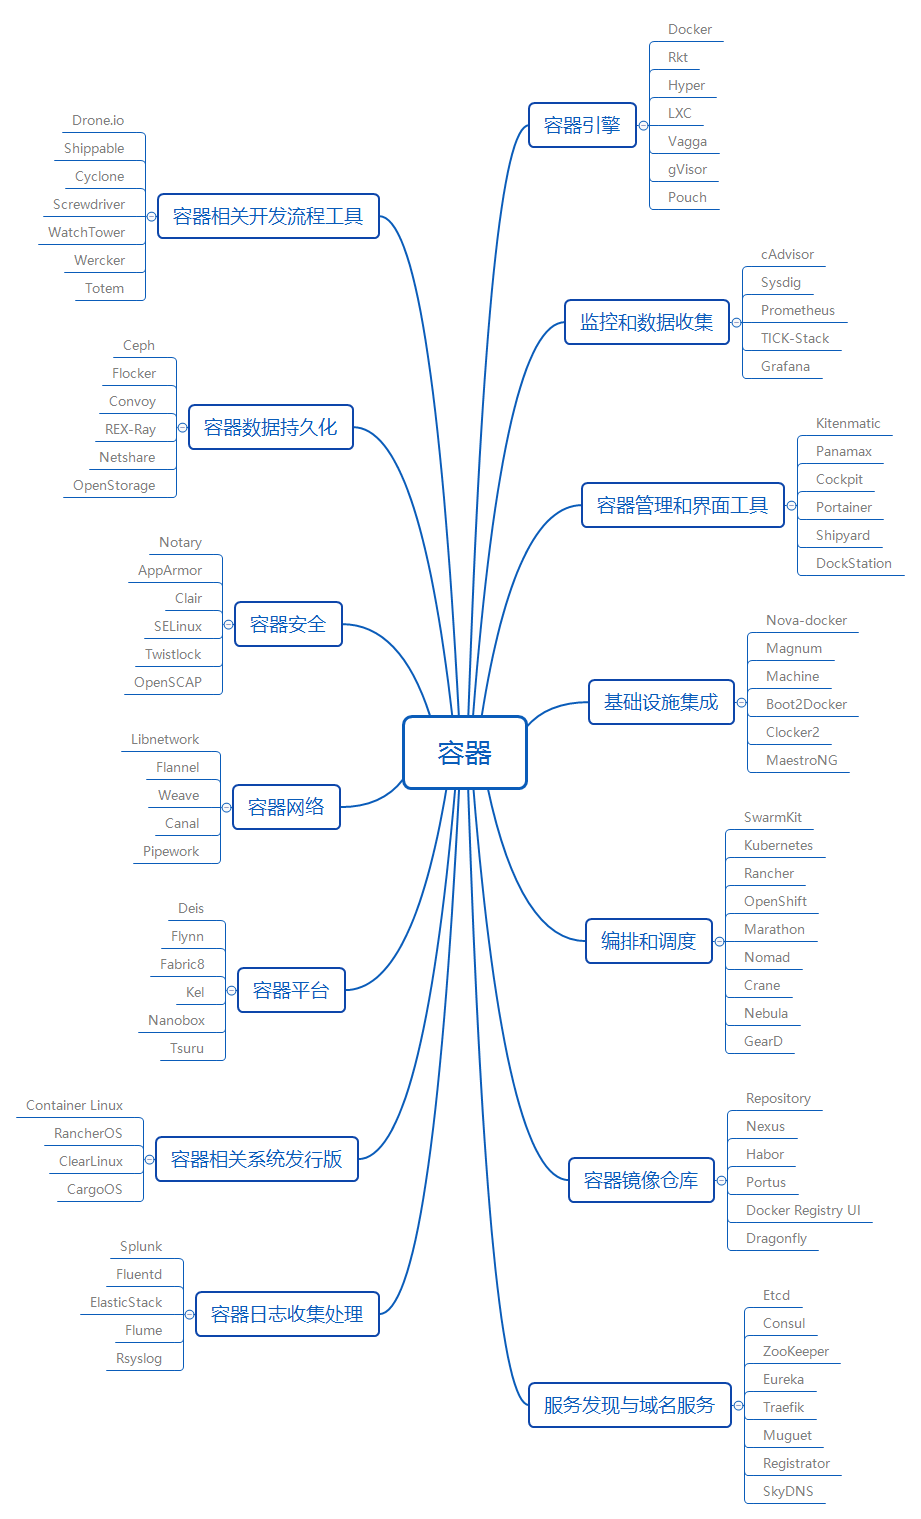 容器
容器引擎
Docker
Rkt
Hyper
LXC
Vagga
gVisor
Pouch
监控和数据收集
cAdvisor
Sysdig
Prometheus
TICK-Stack
Grafana
容器管理和界面工具
Kitenmatic
Panamax
Cockpit
Portainer
Shipyard
DockStation
基础设施集成
Nova-docker
Magnum
Machine
Boot2Docker
Clocker2
MaestroNG
编排和调度
SwarmKit
Kubernetes
Rancher
OpenShift
Marathon
Nomad
Crane
Nebula
GearD
容器镜像仓库
Repository
Nexus
Habor
Portus
Docker Registry UI
Dragonfly
服务发现与域名服务
Etcd
Consul
ZooKeeper
Eureka
Traefik
Muguet
Registrator
SkyDNS
容器相关开发流程工具
Drone.io
Shippable
Cyclone
Screwdriver
WatchTower
Wercker
Totem
容器数据持久化
Ceph
Flocker
Convoy
REX-Ray
Netshare
OpenStorage
容器安全
Notary
AppArmor
Clair
SELinux
Twistlock
OpenSCAP
容器网络
Libnetwork
Flannel
Weave
Canal
Pipework
容器平台
Deis
Flynn
Fabric8
Kel
Nanobox
Tsuru
容器相关系统发行版
Container Linux
RancherOS
ClearLinux
CargoOS
容器日志收集处理
Splunk
Fluentd
ElasticStack
Flume
Rsyslog